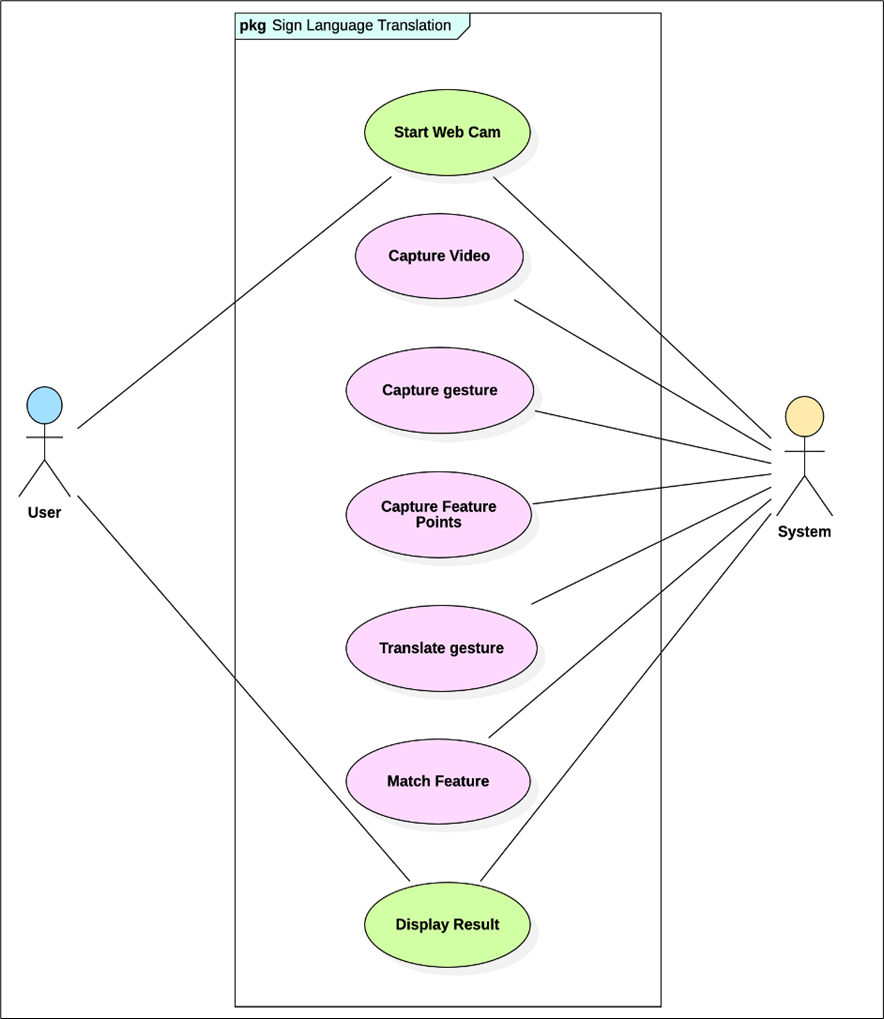 pkg Sign Language Translation
Start Web Cam
Capture Video
Capture gesture
User
Capture Feature
Points
System
Translate gesture
Match Feature
Display Result